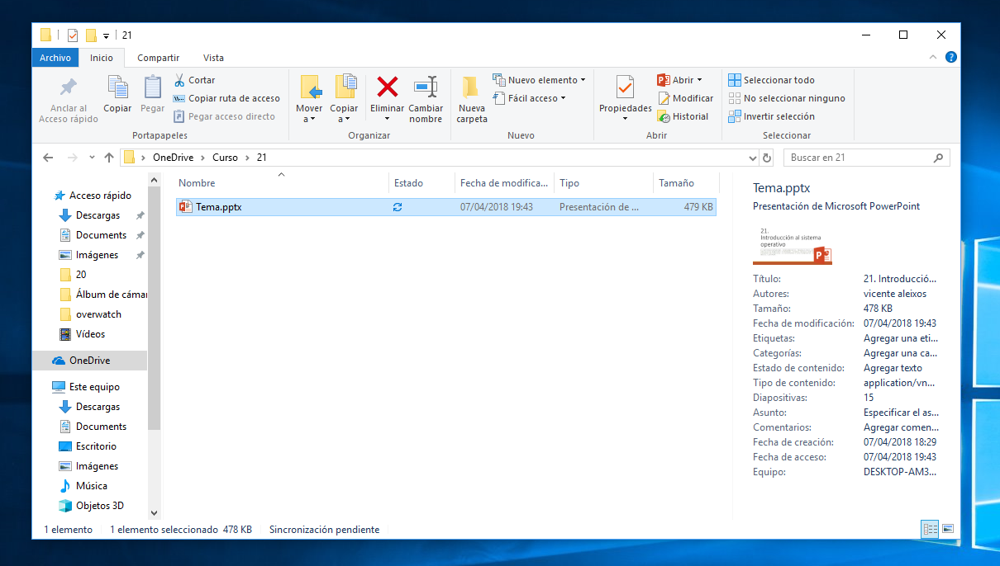 21
Archivo Inicio Compartir Vista
Anclar al Acceso rápido
Copiar
Pegar
Cortar
Copiar ruta de acceso
Pegar acceso directo
Portapapeles
Mover a
Copiar a
Eliminar
Cambiar nombre
Organizar
Nueva carpeta
Nuevo elemento
Fácil acceso
Nuevo
Propiedades
Abrir
Modificar
Historial
Abrir
Seleccionar todo
No seleccionar ninguno
Invertir selección
Seleccionar
OneDrive Curso 21
Buscar en 21
Acceso rápido
Descargas
Documents
Imágenes
20
Álbum de cámar
overwatch
Vídeos
OneDrive
Este equipo
Descargas
Documents
Escritorio
Imágenes
Música
Objetos 3D
Nombre Estado Fecha de modifica... Tipo Tamaño
Tema.pptx 07/04/2018 19:43 Presentación de ... 479 KB
Tema.pptx
Presentación de Microsoft PowerPoint
21.
Introducción al sistema
operativo
Título: 21. Introducció...
Autores: vicente aleixos
Tamaño: 478 KB
Fecha de modificación: 07/04/2018 19:43
Etiquetas: Agregar una eti...
Categorías: Agregar una ca...
Estado de contenido: Agregar texto
Tipo de contenido: application/vn...
Diapositivas: 15
Asunto: Especificar el as...
Comentarios: Agregar comen...
Fecha de creación: 07/04/2018 18:29
Fecha de acceso: 07/04/2018 19:43
Equipo: DESKTOP-AM3...
1 elemento 1 elemento seleccionado 478 KB Sincronización pendiente